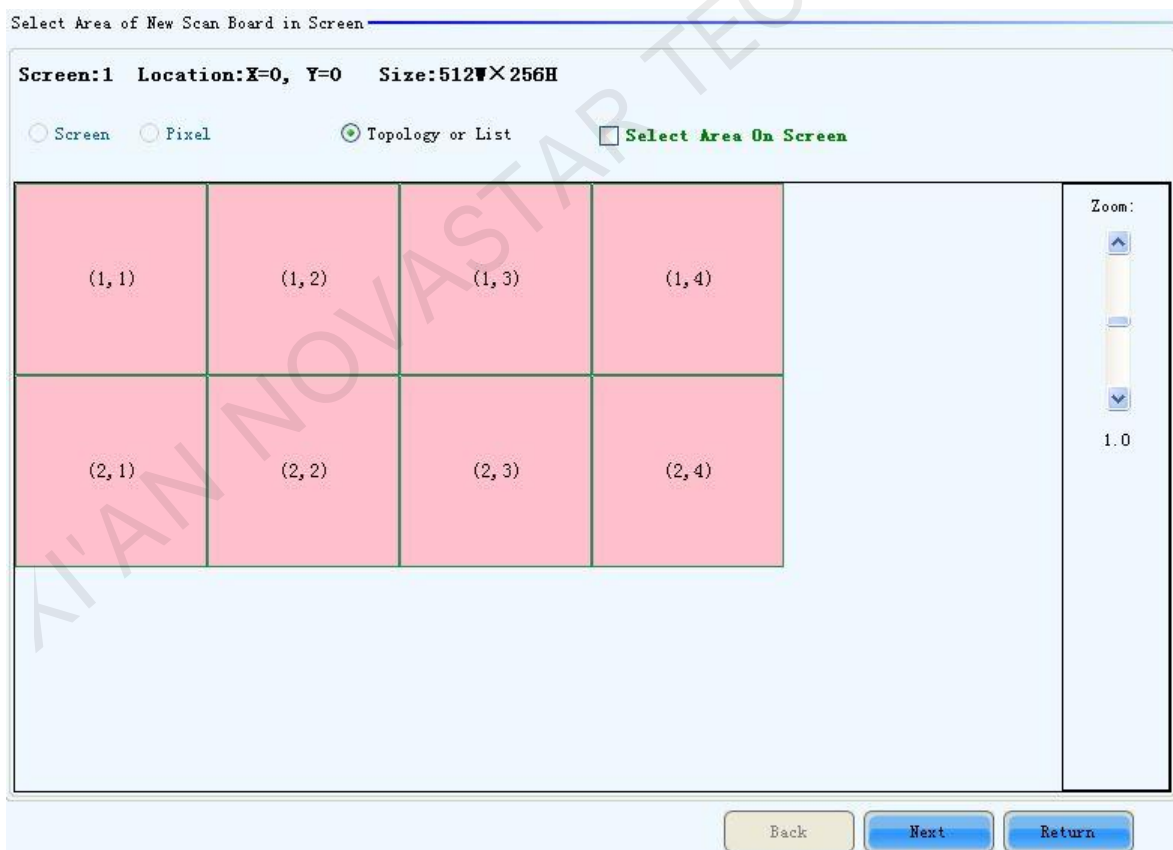 Select Area of New Scan Board in Screen
Screen:1 Location:X=0, Y=0 Size:512W×256H
Screen Pixel Topology or List Select Area On Screen
Zoom:
(1,1) (1,2) (1,3) (1,4)
1.0
(2,1) (2,2) (2,3) (2,4)
Back Next Return
XI'AN NOVASTAR TEC